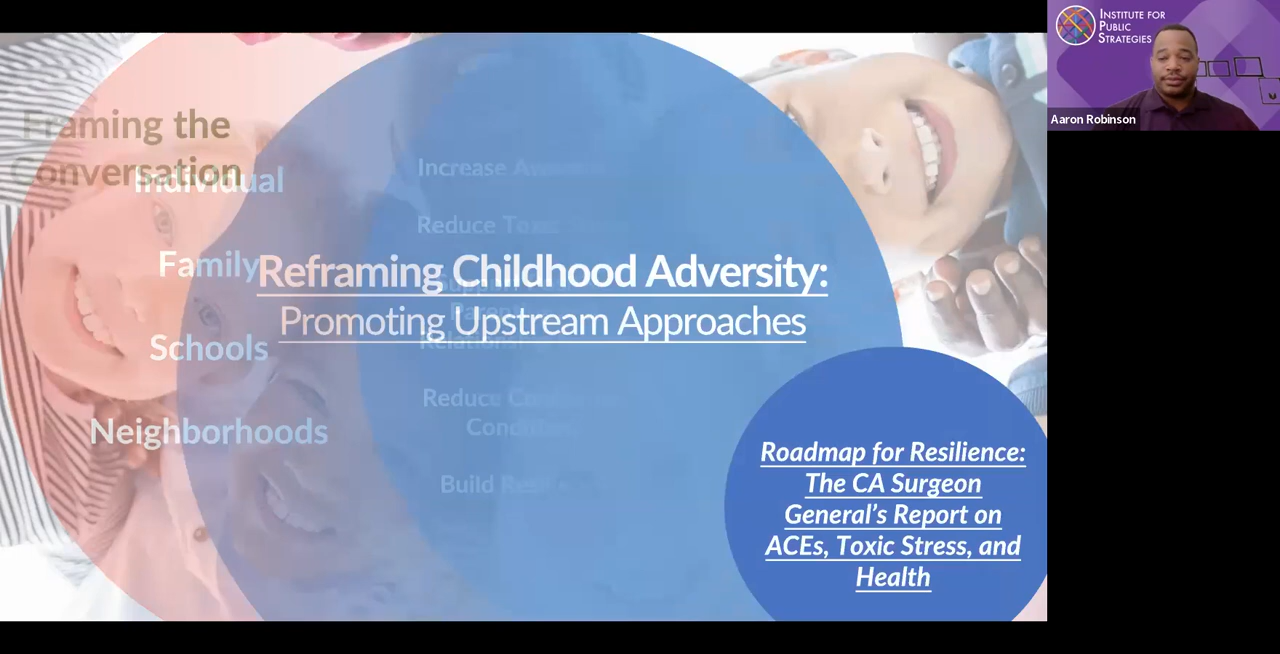 Framing the
Conversation
Individual
Family
Schools
Neighborhoods
Increase
Reduce
Reduce
Build
Reframing Childhood Adversity:
Promoting Upstream Approaches
Roadmap for Resilience:
The CA Surgeon
General’s Report on
ACEs, Toxic Stress, and
Health
INSTITUTE FOR
PUBLIC
STRATEGIES
Aaron Robinson